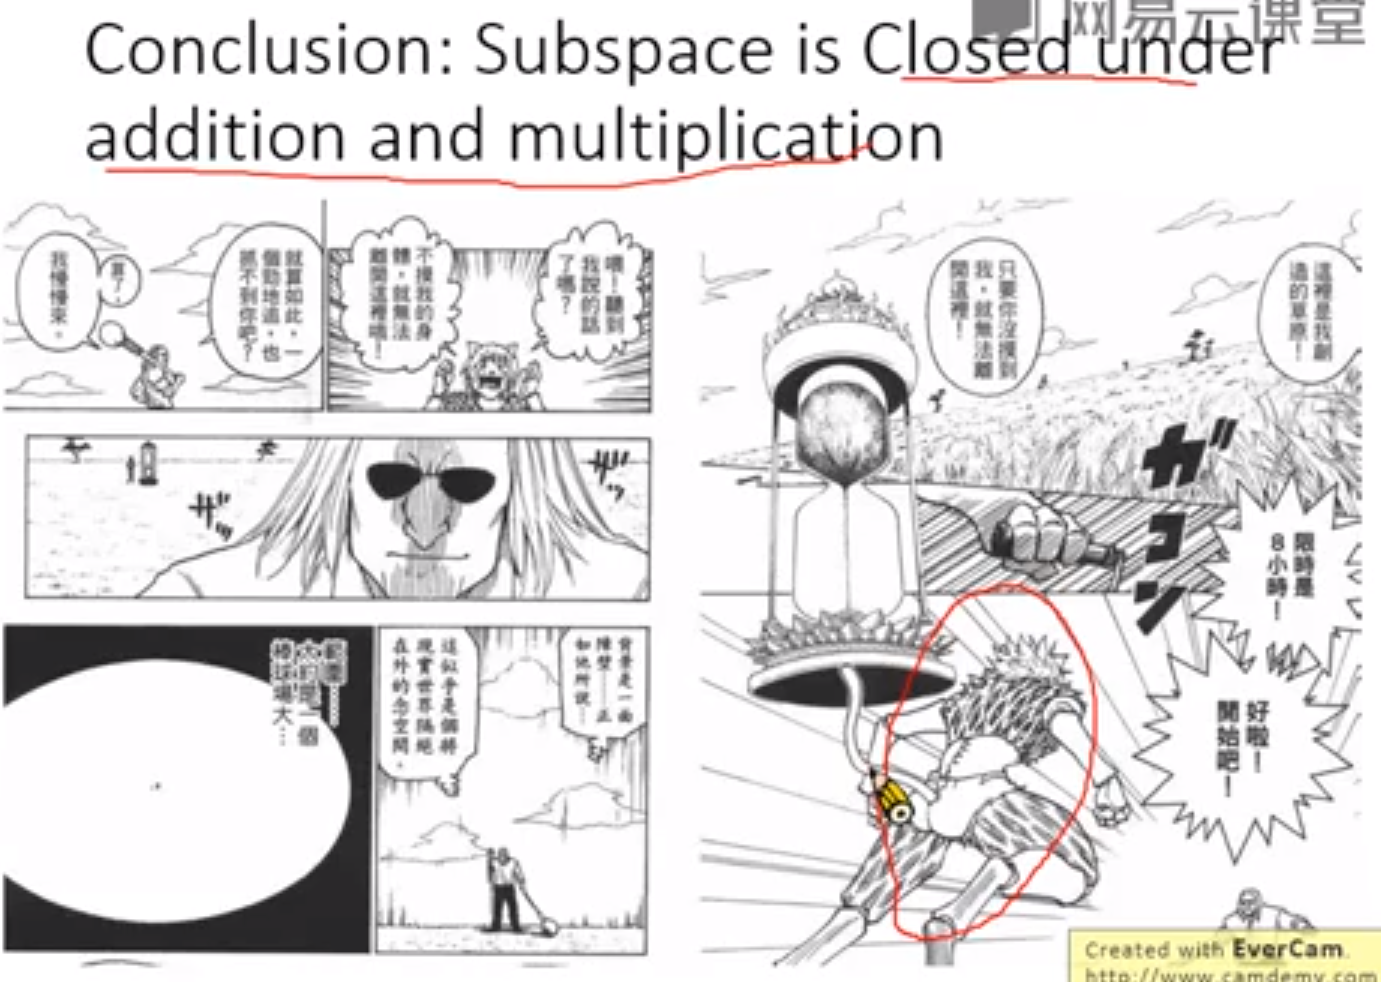 网易云课堂
Conclusion: Subspace is Closed under
addition and multiplication
這裡是我創
造的草原！
只要你沒摸到
我，就無法離
開這裡！
ガコン
限時是
8小時！
好啦！
開始吧！
喂！聽到
我說的話
了嗎？
不摸我的身
體，就無法
離開這裡哦！
就算如此，一
個勁地追，也
抓不到你吧？
算了，
我慢慢來。
ザッ
ザッ
背景是一面
牆壁……正
如他所說…
這似乎是個將
現實世界隔絕
在外的念空間。
範圍……
大約是一個
棒球場大…
Created with EverCam.
http://www.camdemy.com